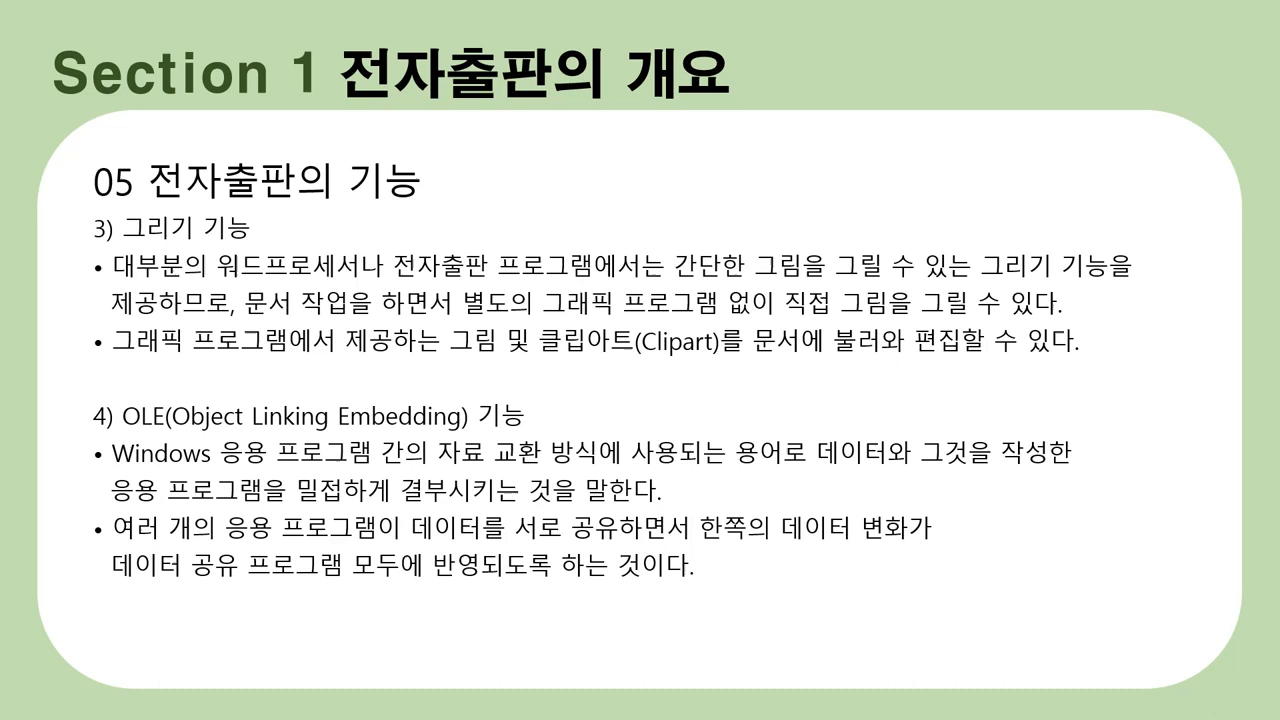 Section 1 전자출판의 개요
05 전자출판의 기능
3) 그리기 기능
• 대부분의 워드프로세서나 전자출판 프로그램에서는 간단한 그림을 그릴 수 있는 그리기 기능을
제공하므로, 문서 작업을 하면서 별도의 그래픽 프로그램 없이 직접 그림을 그릴 수 있다.
• 그래픽 프로그램에서 제공하는 그림 및 클립아트(Clipart)를 문서에 불러와 편집할 수 있다.
4) OLE(Object Linking Embedding) 기능
• Windows 응용 프로그램 간의 자료 교환 방식에 사용되는 용어로 데이터와 그것을 작성한
응용 프로그램을 밀접하게 결부시키는 것을 말한다.
• 여러 개의 응용 프로그램이 데이터를 서로 공유하면서 한쪽의 데이터 변화가
데이터 공유 프로그램 모두에 반영되도록 하는 것이다.